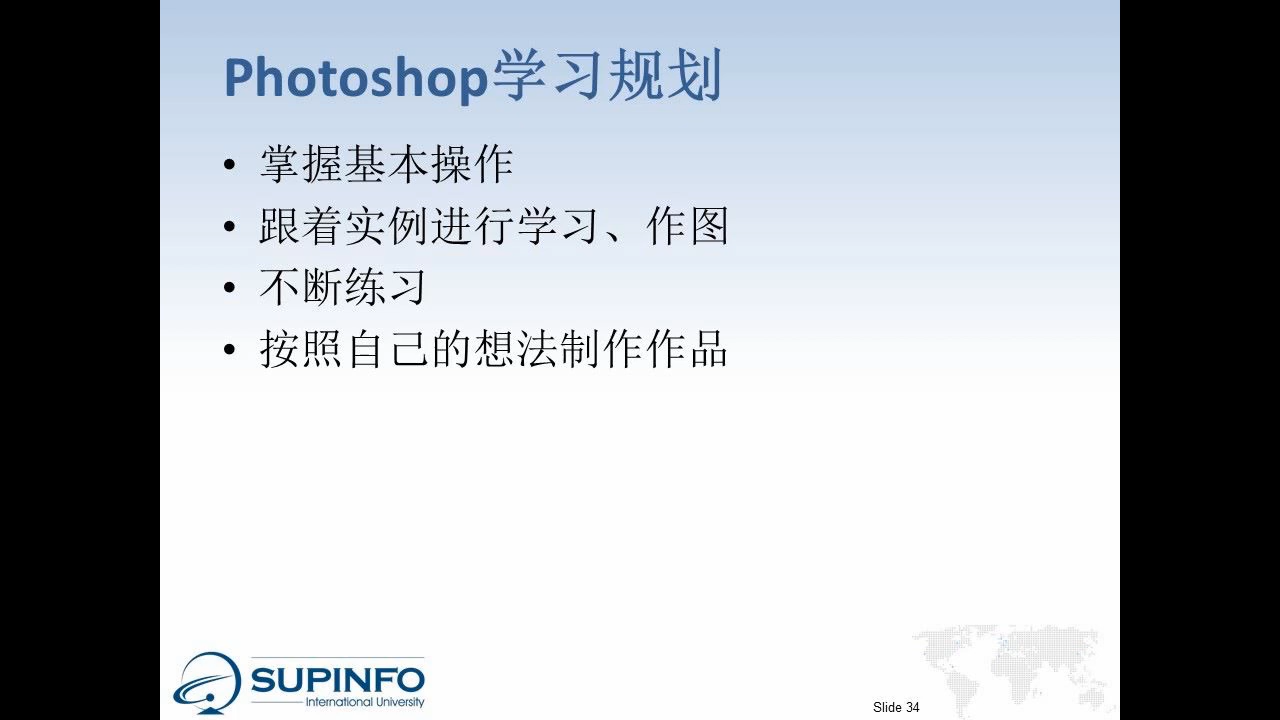 Photoshop学习规划
• 掌握基本操作
• 跟着实例进行学习、作图
• 不断练习
• 按照自己的想法制作作品
SUPINFO
International University
Slide 34